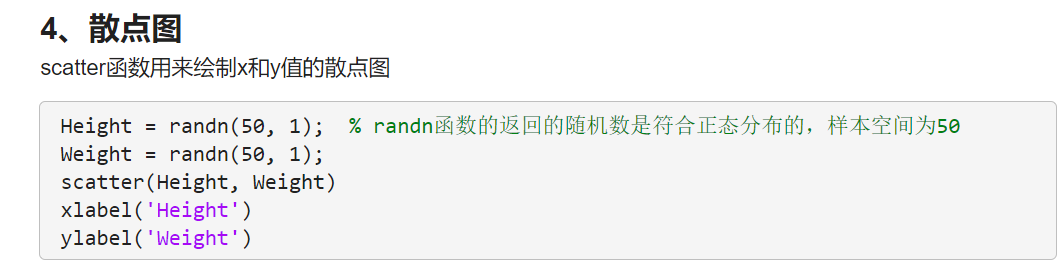 4、散点图
scatter函数用来绘制x和y值的散点图
Height = randn(50, 1);  % randn函数的返回的随机数是符合正态分布的，样本空间为50
Weight = randn(50, 1);
scatter(Height, Weight)
xlabel('Height')
ylabel('Weight')